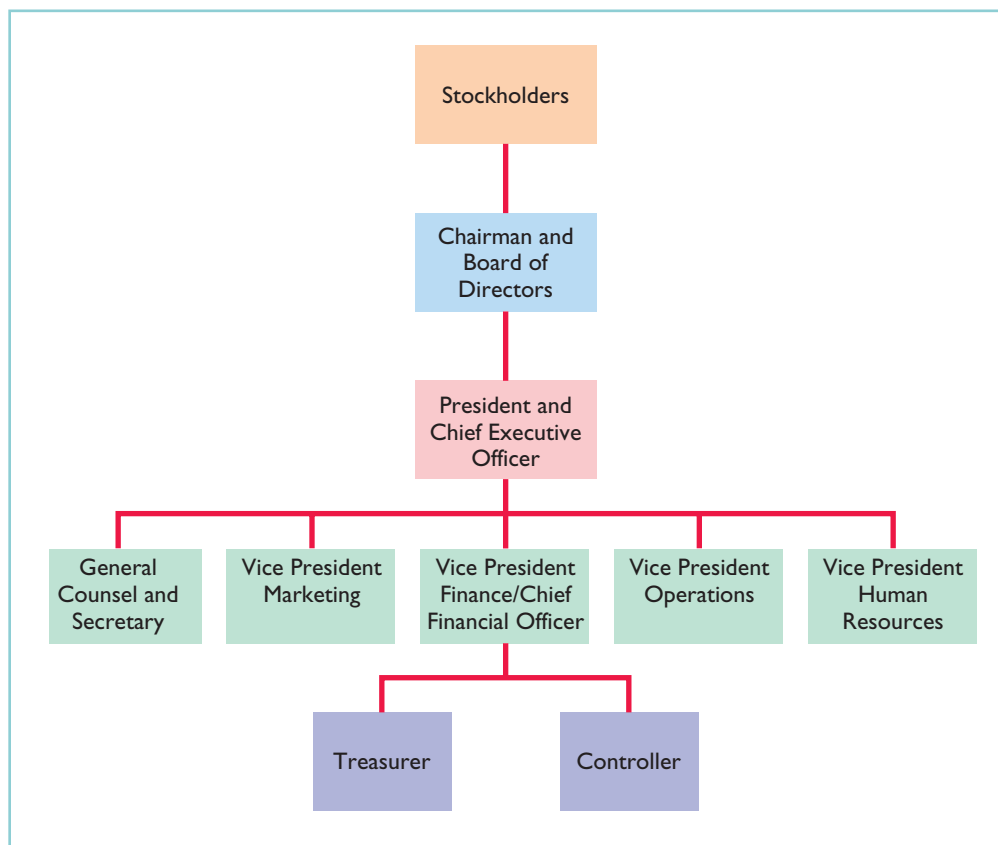 Stockholders
Chairman and
Board of
Directors
President and
Chief Executive
Officer
General
Counsel and
Secretary
Vice President
Marketing
Vice President
Finance/Chief
Financial Officer
Vice President
Operations
Vice President
Human
Resources
Treasurer
Controller